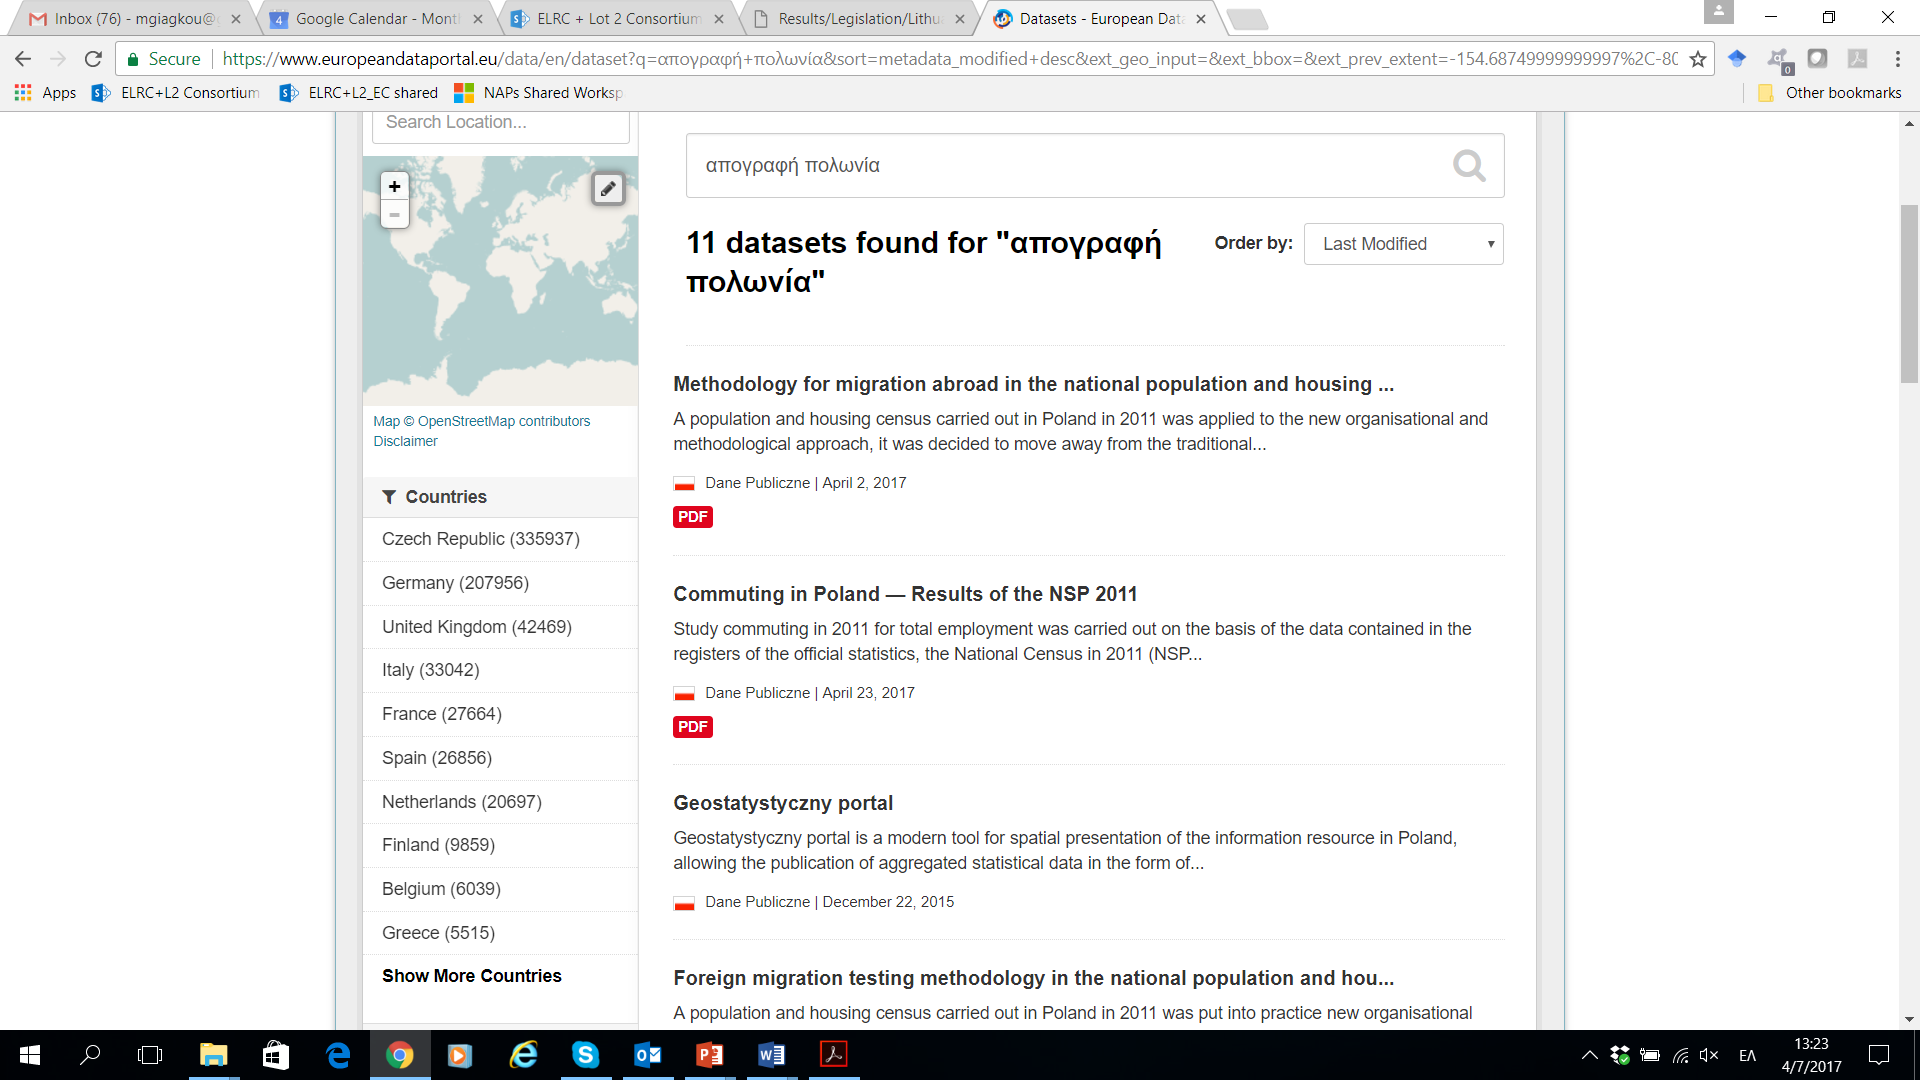 Inbox (76) - mgiagkou@
Google Calendar - Mont
ELRC + Lot 2 Consortium
Results/Legislation/Lithu
Datasets - European Dat
Secure
https://www.europeandataportal.eu/data/en/dataset?q=απογραφή+πολωνία&sort=metadata_modified+desc&ext_geo_input=&ext_bbox=&ext_prev_extent=-154.68749999999997%2C-80
0
Apps
ELRC+L2 Consortium
ELRC+L2_EC shared
NAPs Shared Worksp
Other bookmarks
Search Location...
+
-
Map © OpenStreetMap contributors
Disclaimer
Countries
Czech Republic (335937)
Germany (207956)
United Kingdom (42469)
Italy (33042)
France (27664)
Spain (26856)
Netherlands (20697)
Finland (9859)
Belgium (6039)
Greece (5515)
Show More Countries
απογραφή πολωνία
11 datasets found for "απογραφή
πολωνία"
Order by:
Last Modified
Methodology for migration abroad in the national population and housing ...
A population and housing census carried out in Poland in 2011 was applied to the new organisational and
methodological approach, it was decided to move away from the traditional...
Dane Publiczne | April 2, 2017
PDF
Commuting in Poland — Results of the NSP 2011
Study commuting in 2011 for total employment was carried out on the basis of the data contained in the
registers of the official statistics, the National Census in 2011 (NSP...
Dane Publiczne | April 23, 2017
PDF
Geostatystyczny portal
Geostatystyczny portal is a modern tool for spatial presentation of the information resource in Poland,
allowing the publication of aggregated statistical data in the form of...
Dane Publiczne | December 22, 2015
Foreign migration testing methodology in the national population and hou...
A population and housing census carried out in Poland in 2011 was put into practice new organisational
ΕΛ
13:23
4/7/2017